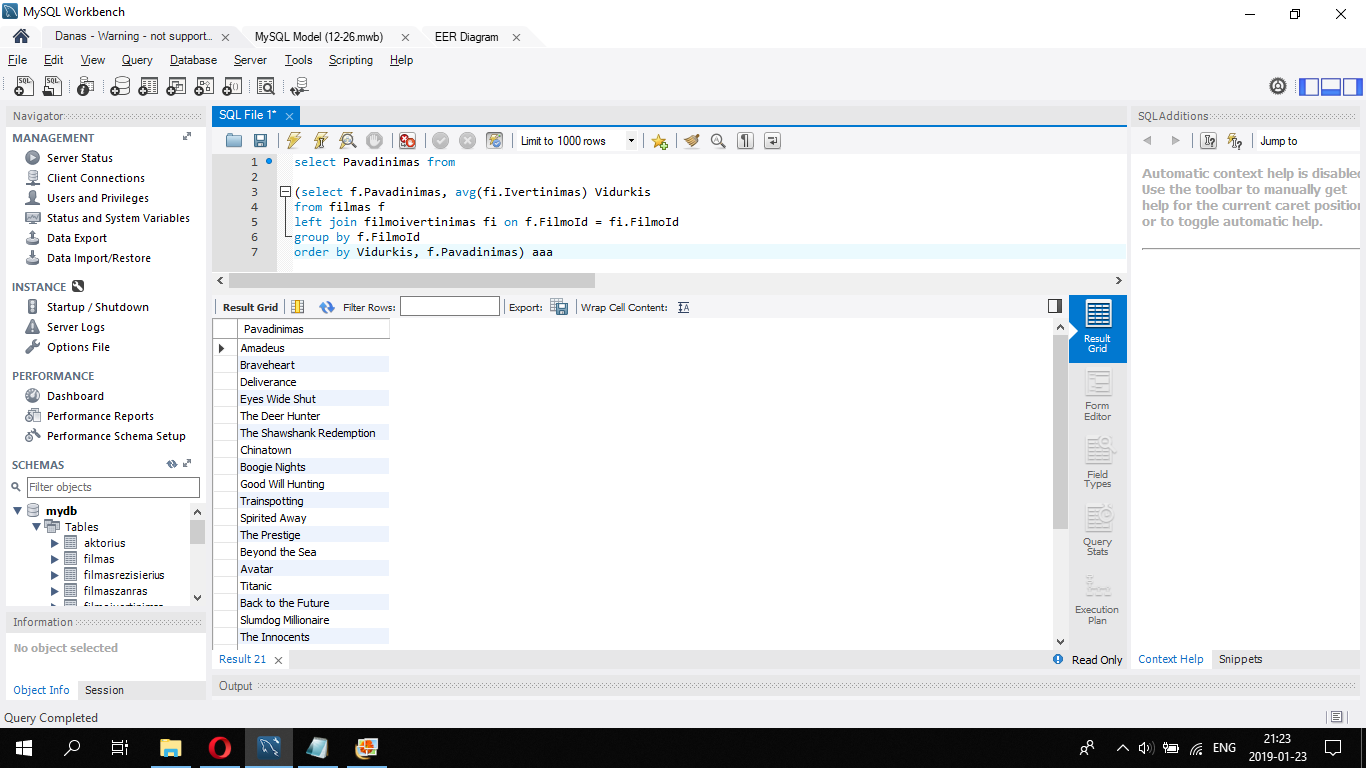 MySQL Workbench
Danas - Warning - not support... MySQL Model (12-26.mwb) EER Diagram
File Edit View Query Database Server Tools Scripting Help
Navigator
MANAGEMENT
Server Status
Client Connections
Users and Privileges
Status and System Variables
Data Export
Data Import/Restore
INSTANCE
Startup / Shutdown
Server Logs
Options File
PERFORMANCE
Dashboard
Performance Reports
Performance Schema Setup
SCHEMAS
Filter objects
mydb
Tables
aktorius
filmas
filmasrezisierius
filmaszanras
Information
No object selected
Object Info Session
SQL File 1*
Limit to 1000 rows
1 select Pavadinimas from
2
3 (select f.Pavadinimas, avg(fi.Ivertinimas) Vidurkis
4 from filmas f
5 left join filmoivertinimas fi on f.FilmoId = fi.FilmoId
6 group by f.FilmoId
7 order by Vidurkis, f.Pavadinimas) aaa
Result Grid Filter Rows: Export: Wrap Cell Content:
Pavadinimas
Amadeus
Braveheart
Deliverance
Eyes Wide Shut
The Deer Hunter
The Shawshank Redemption
Chinatown
Boogie Nights
Good Will Hunting
Trainspotting
Spirited Away
The Prestige
Beyond the Sea
Avatar
Titanic
Back to the Future
Slumdog Millionaire
The Innocents
Result
Grid
Form
Editor
Field
Types
Query
Stats
Execution
Plan
Result 21 Read Only
Output
SQLAdditions
Jump to
Automatic context help is disabled
Use the toolbar to manually get
help for the current caret position
or to toggle automatic help.
Context Help Snippets
Query Completed
ENG
21:23
2019-01-23